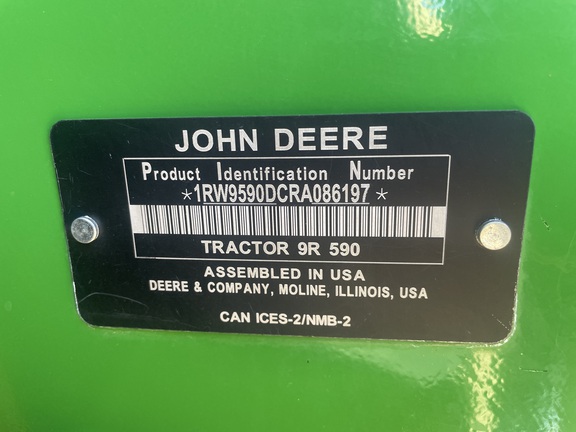 JOHN DEERE
Product Identification Number
*1RW9590DCRA086197*
TRACTOR 9R 590
ASSEMBLED IN USA
DEERE & COMPANY, MOLINE, ILLINOIS, USA
CAN ICES-2/NMB-2